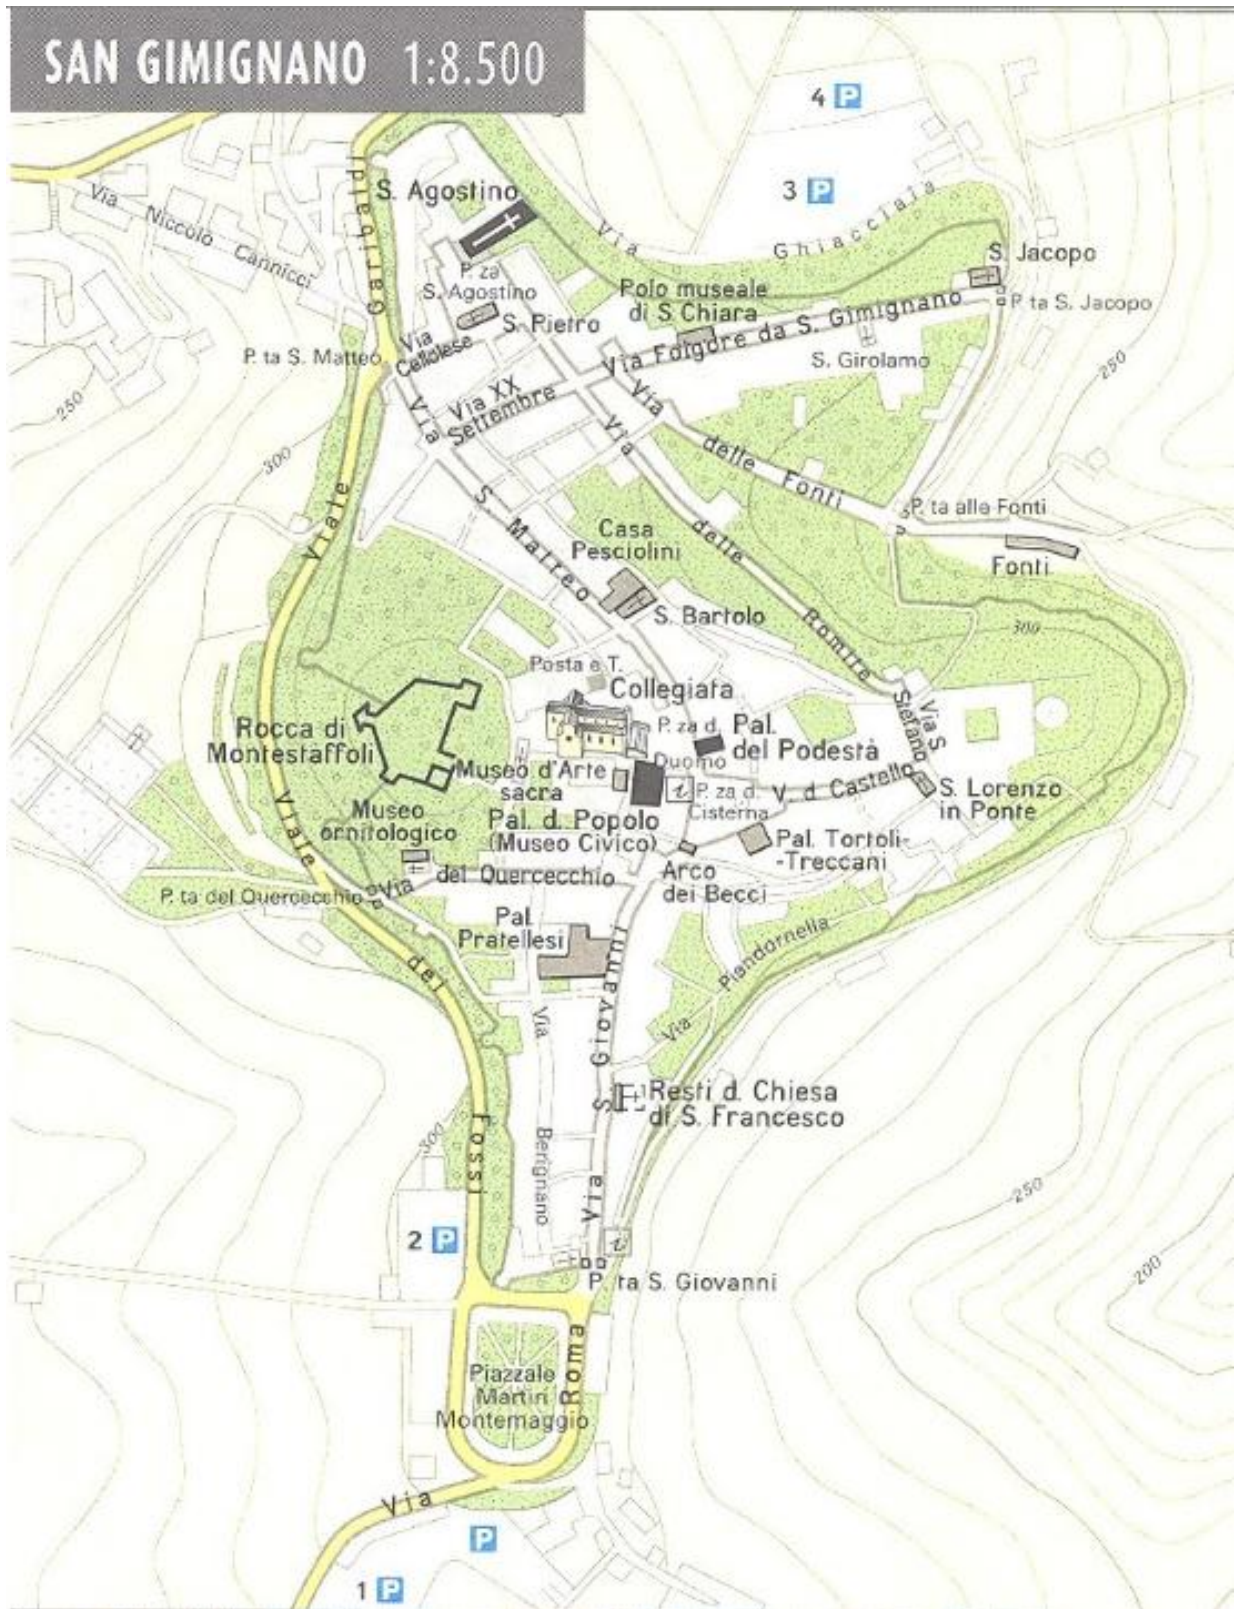 SAN GIMIGNANO 1:8.500
4 P
3 P
Via Niccolo Cannicci
Garibaldi
S. Agostino
Via Ghiacciaia
P.za
S. Agostino
S. Pietro
Polo museale
di S. Chiara
S. Jacopo
P.ta S. Jacopo
Via Folgore da S. Gimignano
S. Girolamo
P.ta S. Matteo
Via
Cellolese
Via XX
Settembre
250
250
300
Via S. Matteo
Via delle Fonti
Via delle Romite
P.ta alle Fonti
Fonti
Viale
Casa
Pesciolini
S. Bartolo
300
Posta e T.
Collegiata
Rocca di
Montestaffoli
P.za d.
Duomo
Pal.
del Podestà
Via S.
Stefano
Museo d'Arte
sacra
i
P.za d.
Cisterna
V. d. Castello
S. Lorenzo
in Ponte
Museo
ornitologico
Pal. d. Popolo
(Museo Civico)
Pal. Tortoli-
-Treccani
Arco
dei Becci
Via del Quercecchio
P.ta del Quercecchio
Viale dei Fossi
Pal.
Pratellesi
Via S. Giovanni
Via Piandornella
Via Berignano
Resti d. Chiesa
di S. Francesco
300
250
200
2 P
i
P.ta S. Giovanni
Piazzale
Martiri
Montemaggio
Via Roma
P
1 P